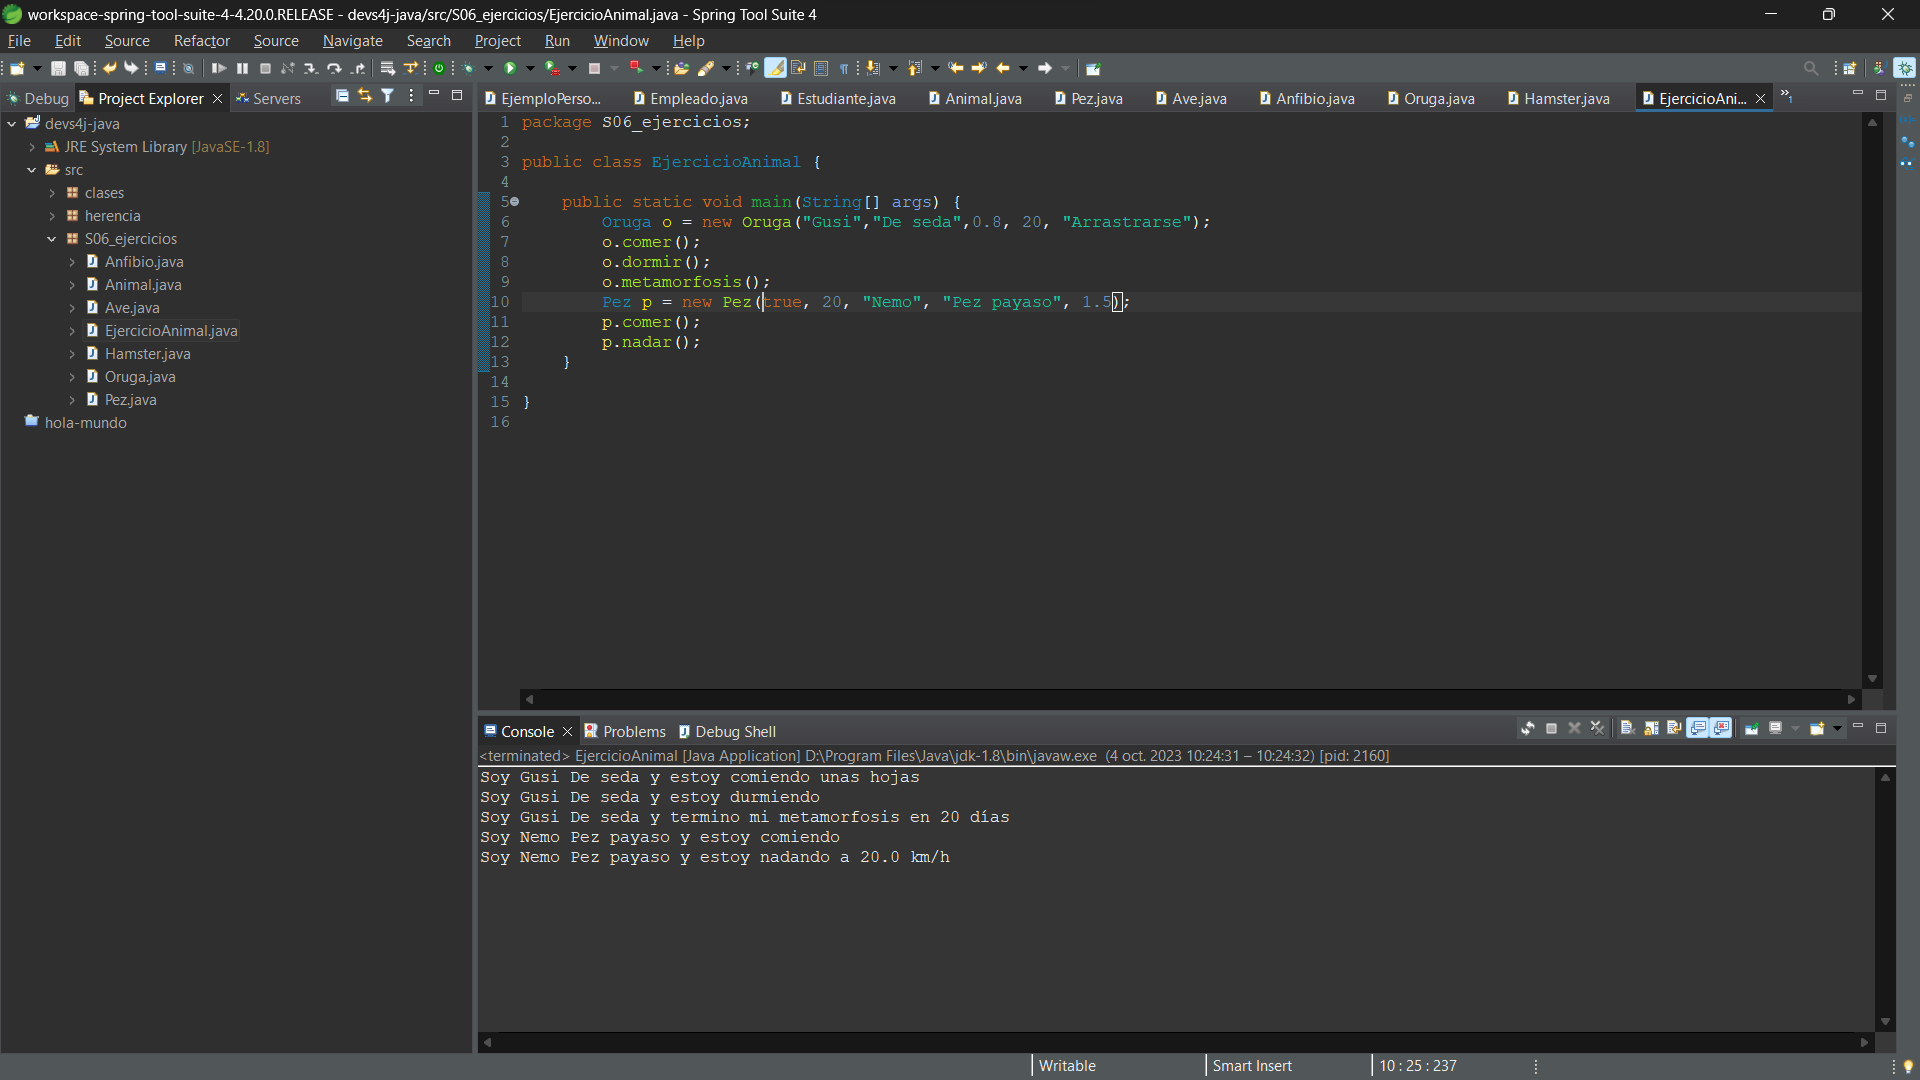 workspace-spring-tool-suite-4-4.20.0.RELEASE - devs4j-java/src/S06_ejercicios/EjercicioAnimal.java - Spring Tool Suite 4
File Edit Source Refactor Source Navigate Search Project Run Window Help
Debug Project Explorer Servers
devs4j-java
JRE System Library [JavaSE-1.8]
src
clases
herencia
S06_ejercicios
Anfibio.java
Animal.java
Ave.java
EjercicioAnimal.java
Hamster.java
Oruga.java
Pez.java
hola-mundo
EjemploPerso... Empleado.java Estudiante.java Animal.java Pez.java Ave.java Anfibio.java Oruga.java Hamster.java EjercicioAni... »1
1 package S06_ejercicios;
2
3 public class EjercicioAnimal {
4
5 public static void main(String[] args) {
6 Oruga o = new Oruga("Gusi","De seda",0.8, 20, "Arrastrarse");
7 o.comer();
8 o.dormir();
9 o.metamorfosis();
10 Pez p = new Pez(true, 20, "Nemo", "Pez payaso", 1.5);
11 p.comer();
12 p.nadar();
13 }
14
15 }
16
Console Problems Debug Shell
<terminated> EjercicioAnimal [Java Application] D:\Program Files\Java\jdk-1.8\bin\javaw.exe (4 oct. 2023 10:24:31 – 10:24:32) [pid: 2160]
Soy Gusi De seda y estoy comiendo unas hojas
Soy Gusi De seda y estoy durmiendo
Soy Gusi De seda y termino mi metamorfosis en 20 días
Soy Nemo Pez payaso y estoy comiendo
Soy Nemo Pez payaso y estoy nadando a 20.0 km/h
Writable Smart Insert 10 : 25 : 237